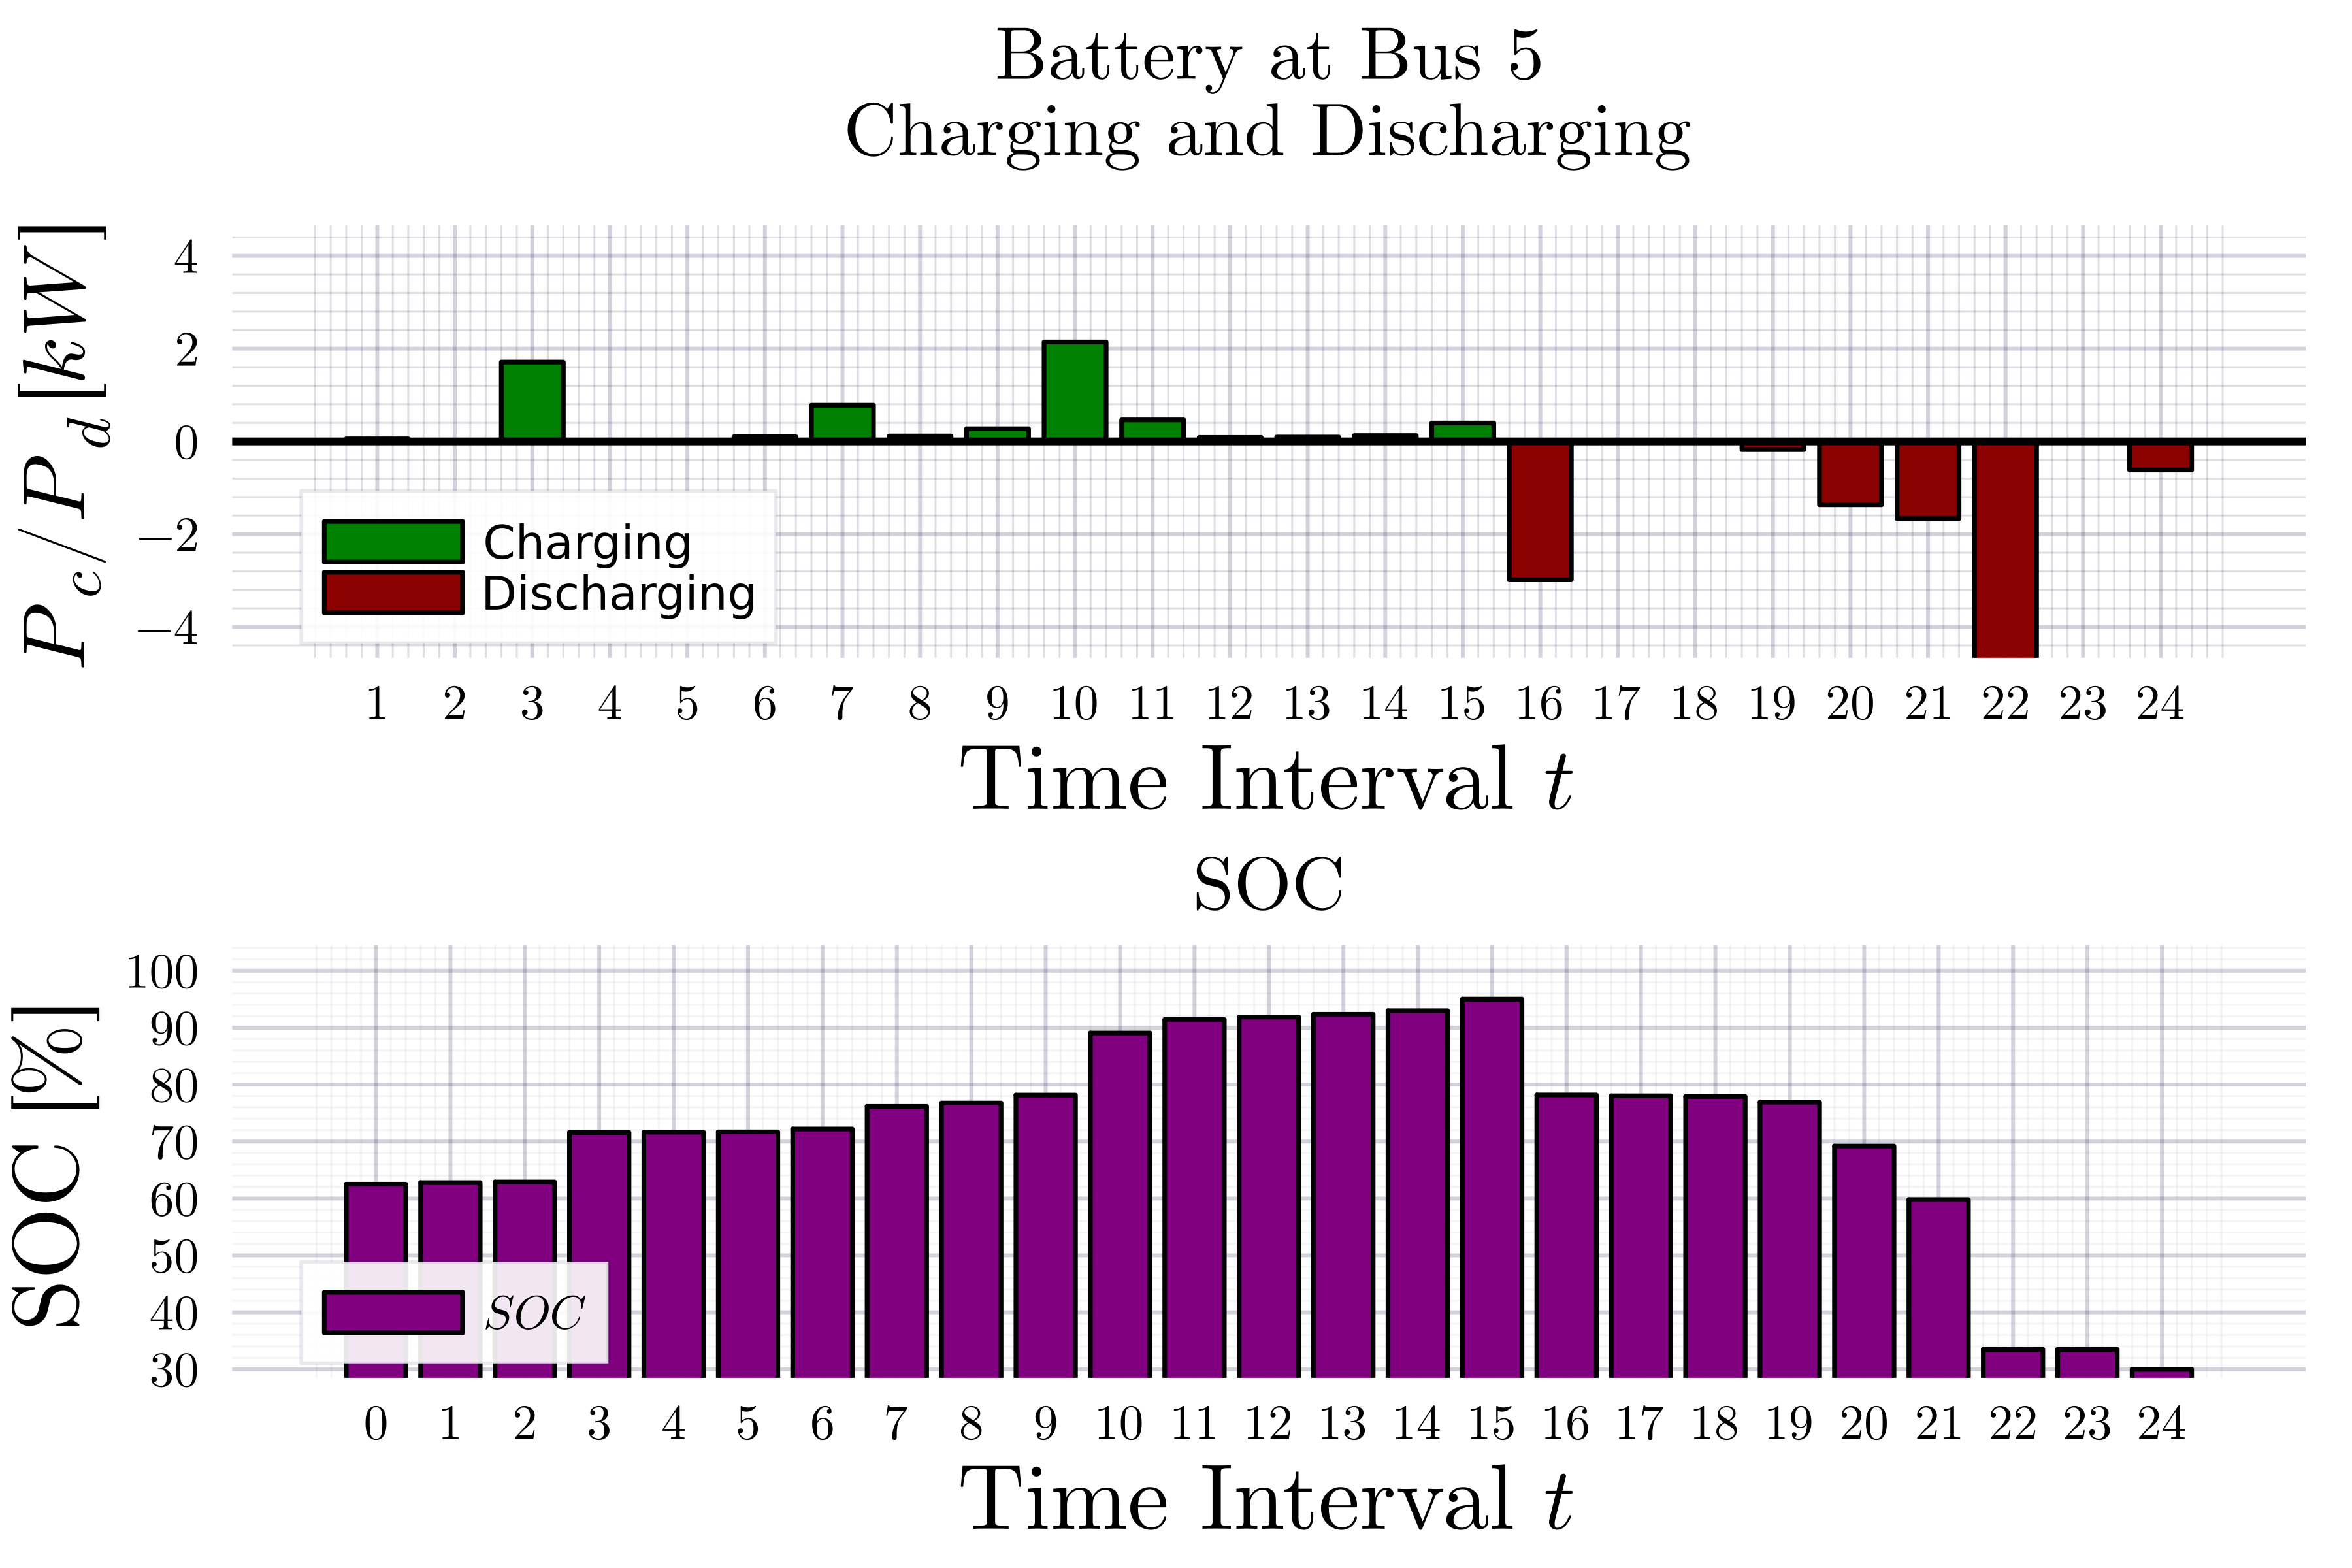 Battery at Bus 5
Charging and Discharging
P_c/P_d [kW]
4
2
0
−2
−4
Charging
Discharging
1 2 3 4 5 6 7 8 9 10 11 12 13 14 15 16 17 18 19 20 21 22 23 24
Time Interval t
SOC
SOC [%]
100
90
80
70
60
50
40
30
SOC
0 1 2 3 4 5 6 7 8 9 10 11 12 13 14 15 16 17 18 19 20 21 22 23 24
Time Interval t